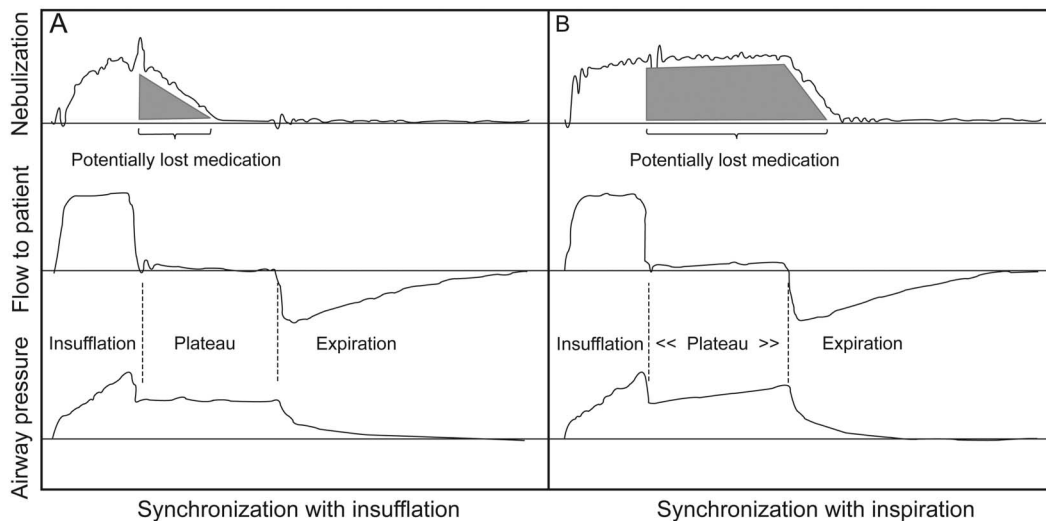 A
B
Nebulization
Potentially lost medication
Potentially lost medication
Flow to patient
Insufflation
Plateau
Expiration
Insufflation
<< Plateau >>
Expiration
Airway pressure
Synchronization with insufflation
Synchronization with inspiration